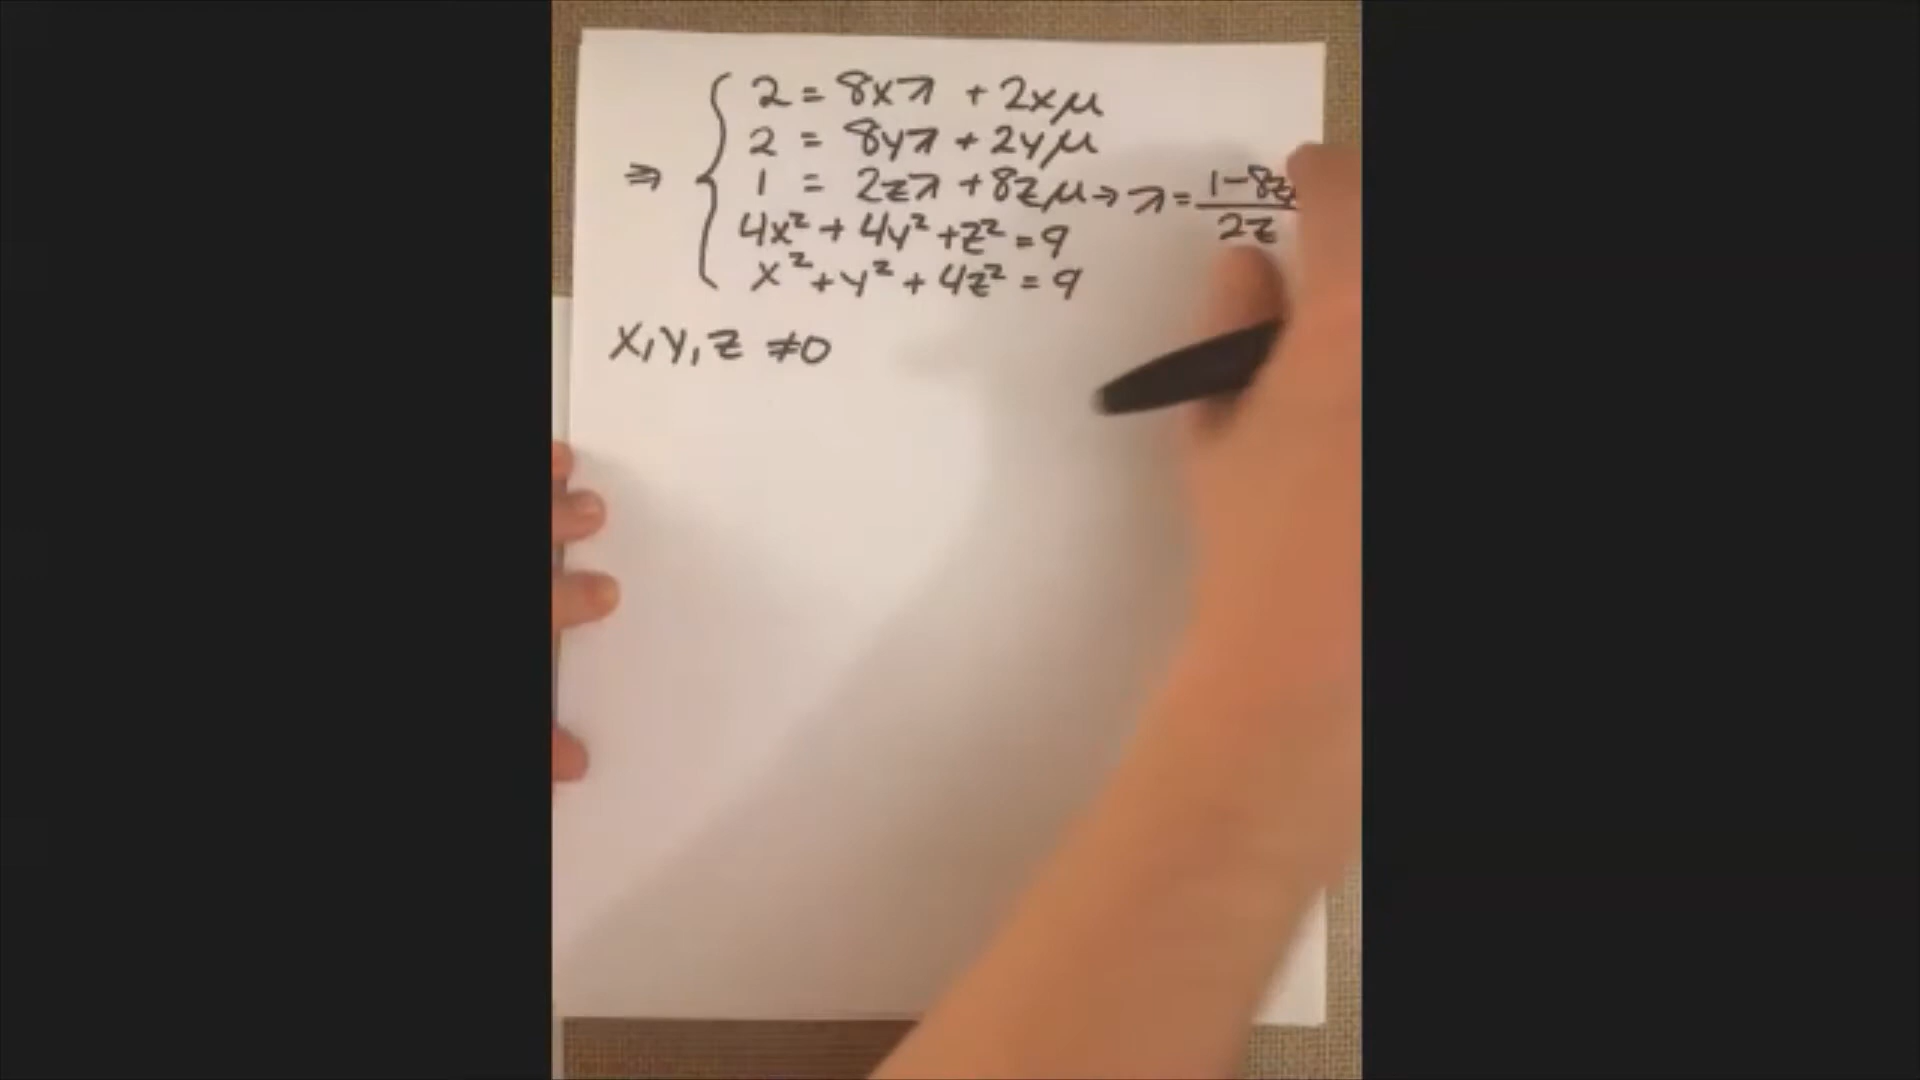 2 = 8xλ + 2xμ
2 = 8yλ + 2yμ
⇒ 1 = 2zλ + 8zμ → λ = 1-8z / 2z
4x² + 4y² + z² = 9
x² + y² + 4z² = 9
x, y, z ≠ 0